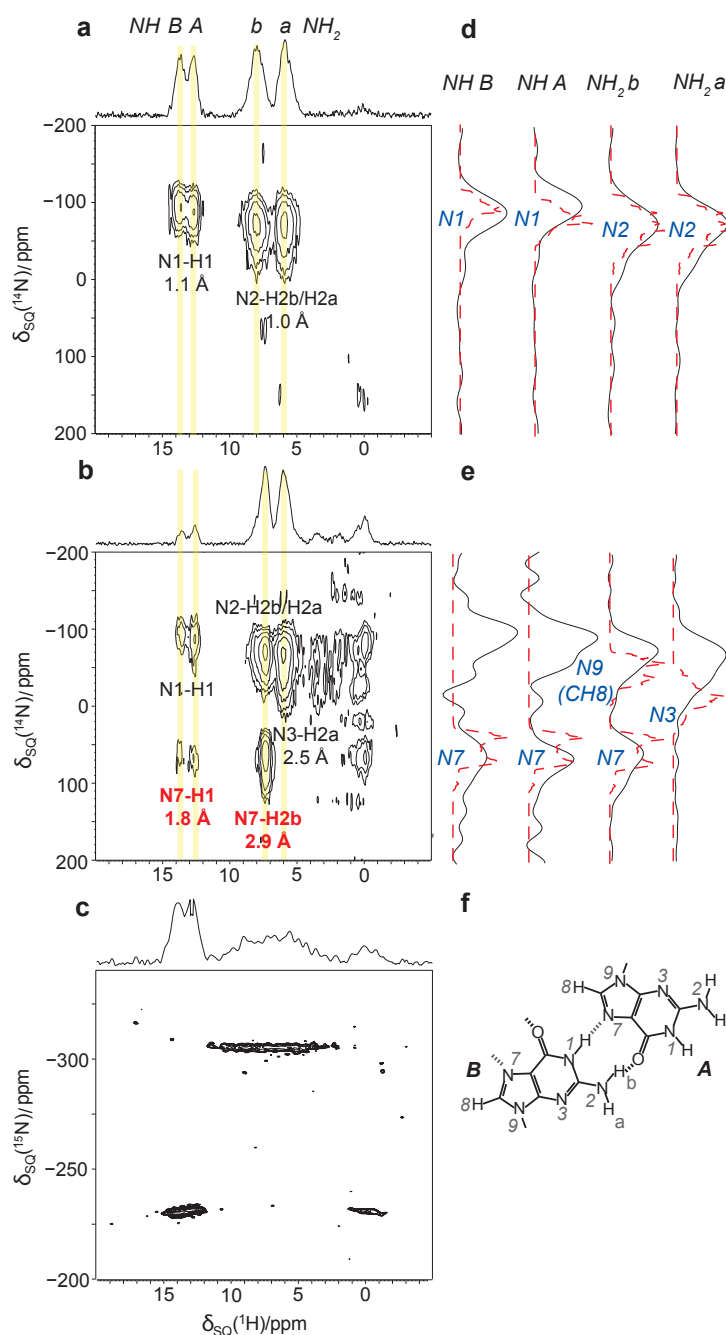 a
NH B A b a NH2
−200
−100
0
100
200
δSQ(14N)/ ppm
N1-H1
1.1 Å
N2-H2b/H2a
1.0 Å
15 10 5 0
b
−200
−100
0
100
200
δSQ(14N)/ ppm
N2-H2b/H2a
N1-H1
N3-H2a
2.5 Å
N7-H1
1.8 Å
N7-H2b
2.9 Å
15 10 5 0
c
−300
−250
−200
δSQ(15N)/ppm
15 10 5 0
δSQ(1H)/ppm
d
NH B NH A NH2 b NH2 a
N1 N1 N2 N2
e
N9
(CH8)
N3
N7 N7 N7
f
9 3 2 H
8 H N N N H
N 7 N 1 H
O H O A
B 7 N 1 N H b
8 H N 9 N 3 2 N H a